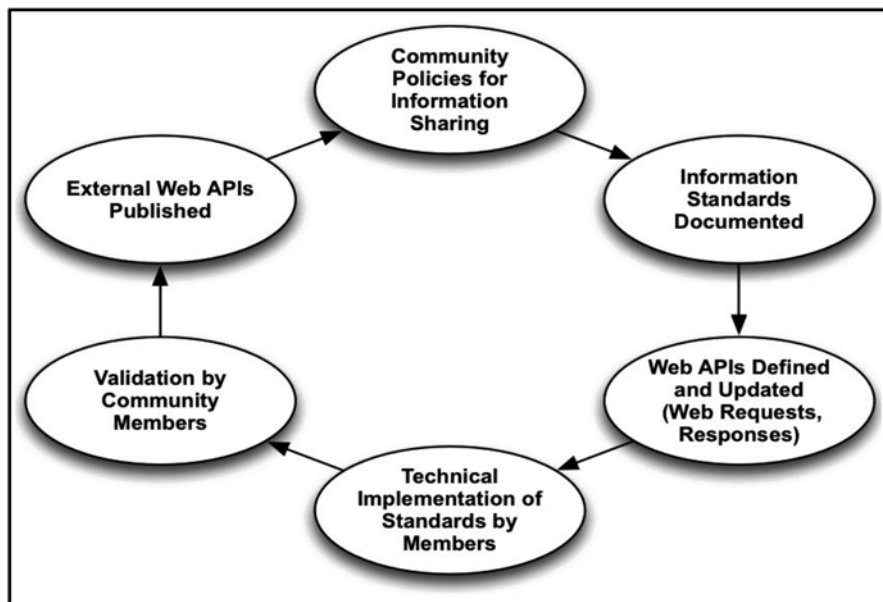 Community
Policies for
Information
Sharing
Information
Standards
Documented
Web APIs Defined
and Updated
(Web Requests,
Responses)
Technical
Implementation of
Standards by
Members
Validation by
Community
Members
External Web APIs
Published